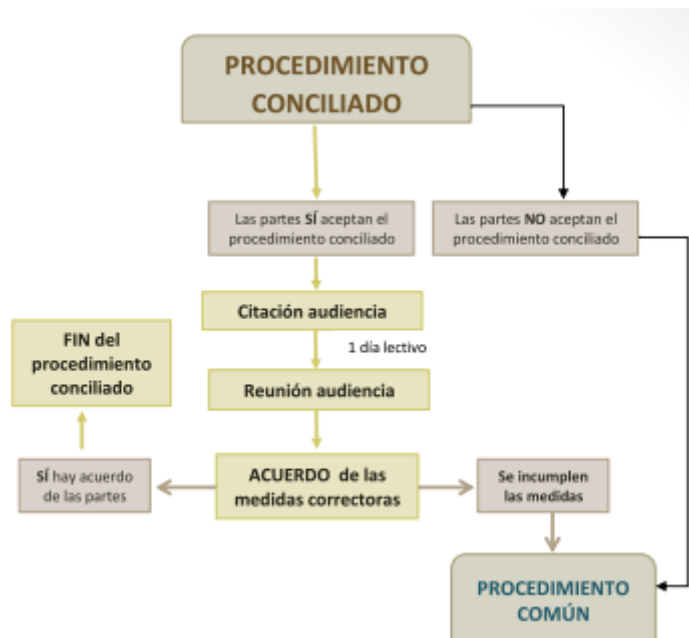 PROCEDIMIENTO
CONCILIADO
Las partes SÍ aceptan el
procedimiento conciliado
Las partes NO aceptan el
procedimiento conciliado
Citación audiencia
1 día lectivo
Reunión audiencia
FIN del
procedimiento
conciliado
SÍ hay acuerdo
de las partes
ACUERDO de las
medidas correctoras
Se incumplen
las medidas
PROCEDIMIENTO
COMÚN